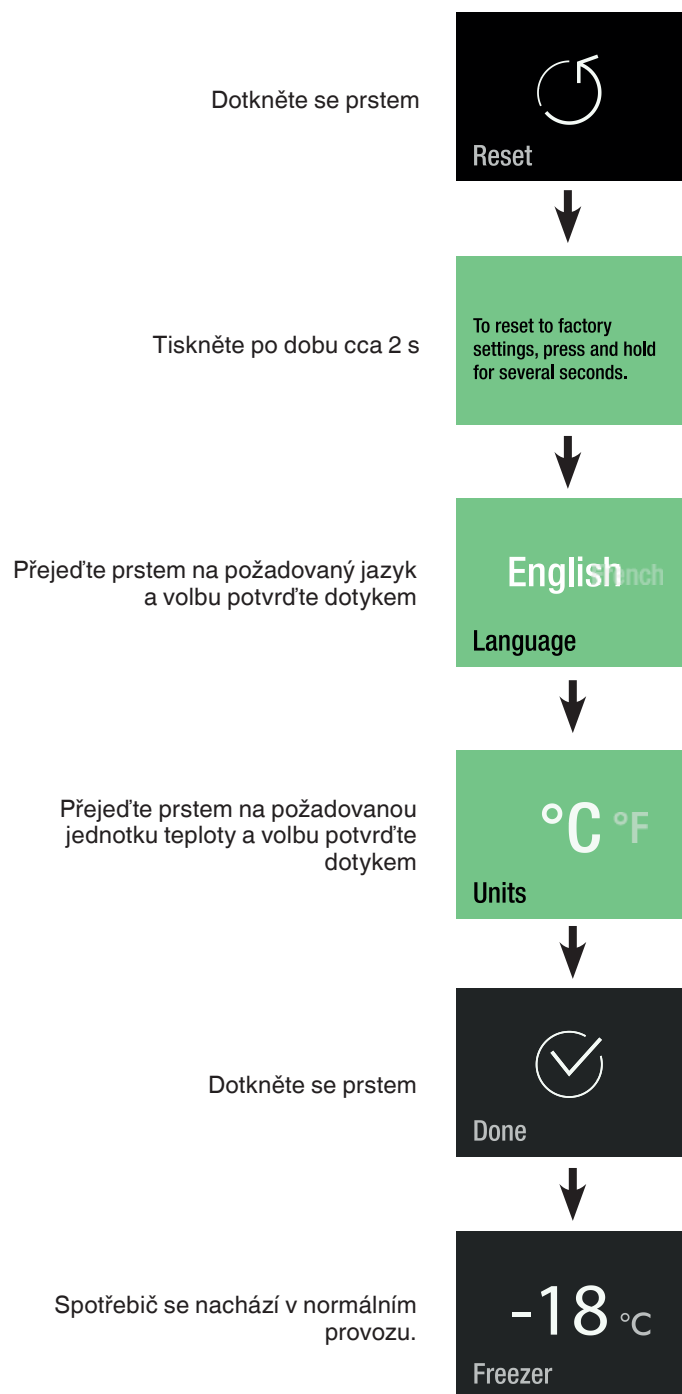 Dotkněte se prstem
Reset
Tiskněte po dobu cca 2 s
To reset to factory
settings, press and hold
for several seconds.
Přejeďte prstem na požadovaný jazyk
a volbu potvrďte dotykem
English French
Language
Přejeďte prstem na požadovanou
jednotku teploty a volbu potvrďte
dotykem
°C °F
Units
Dotkněte se prstem
Done
Spotřebič se nachází v normálním
provozu.
-18 °C
Freezer